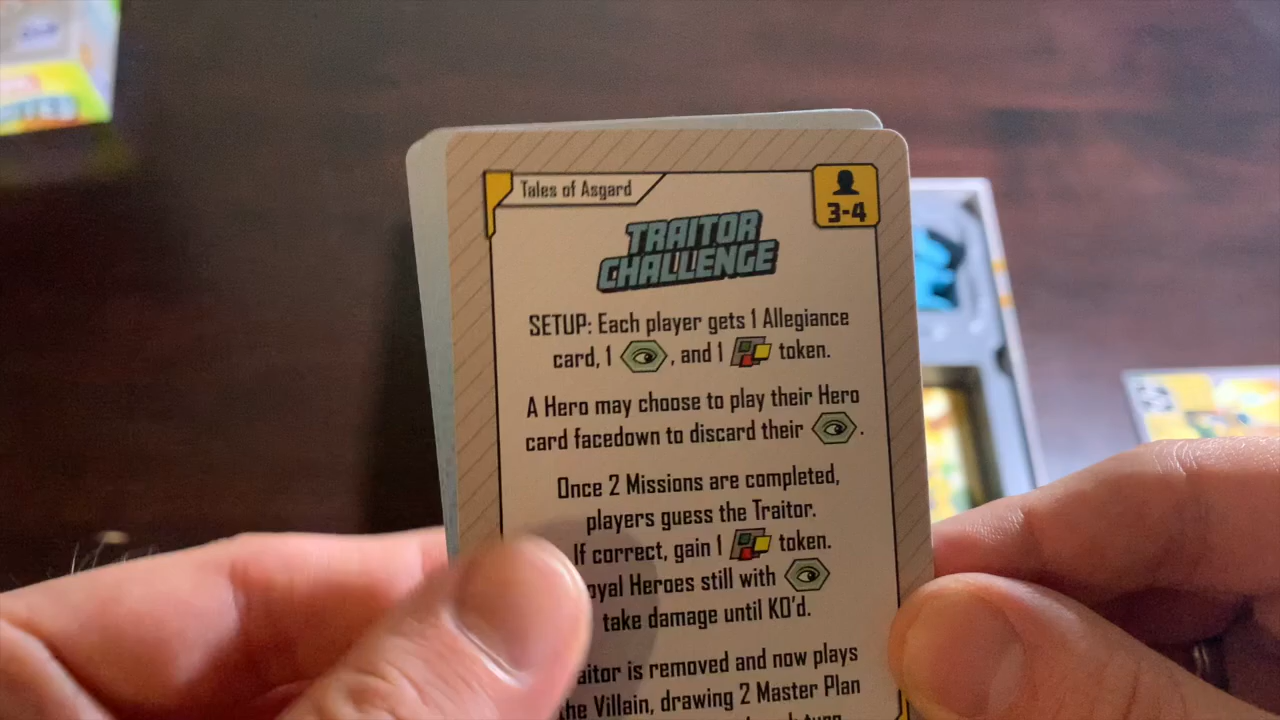 Tales of Asgard
3-4
TRAITOR
CHALLENGE
SETUP: Each player gets 1 Allegiance
card, 1 , and 1 token.
A Hero may choose to play their Hero
card facedown to discard their .
Once 2 Missions are completed,
players guess the Traitor.
If correct, gain 1 token.
Heroes still with
take damage until KO'd.
is removed and now plays
Villain, drawing 2 Master Plan